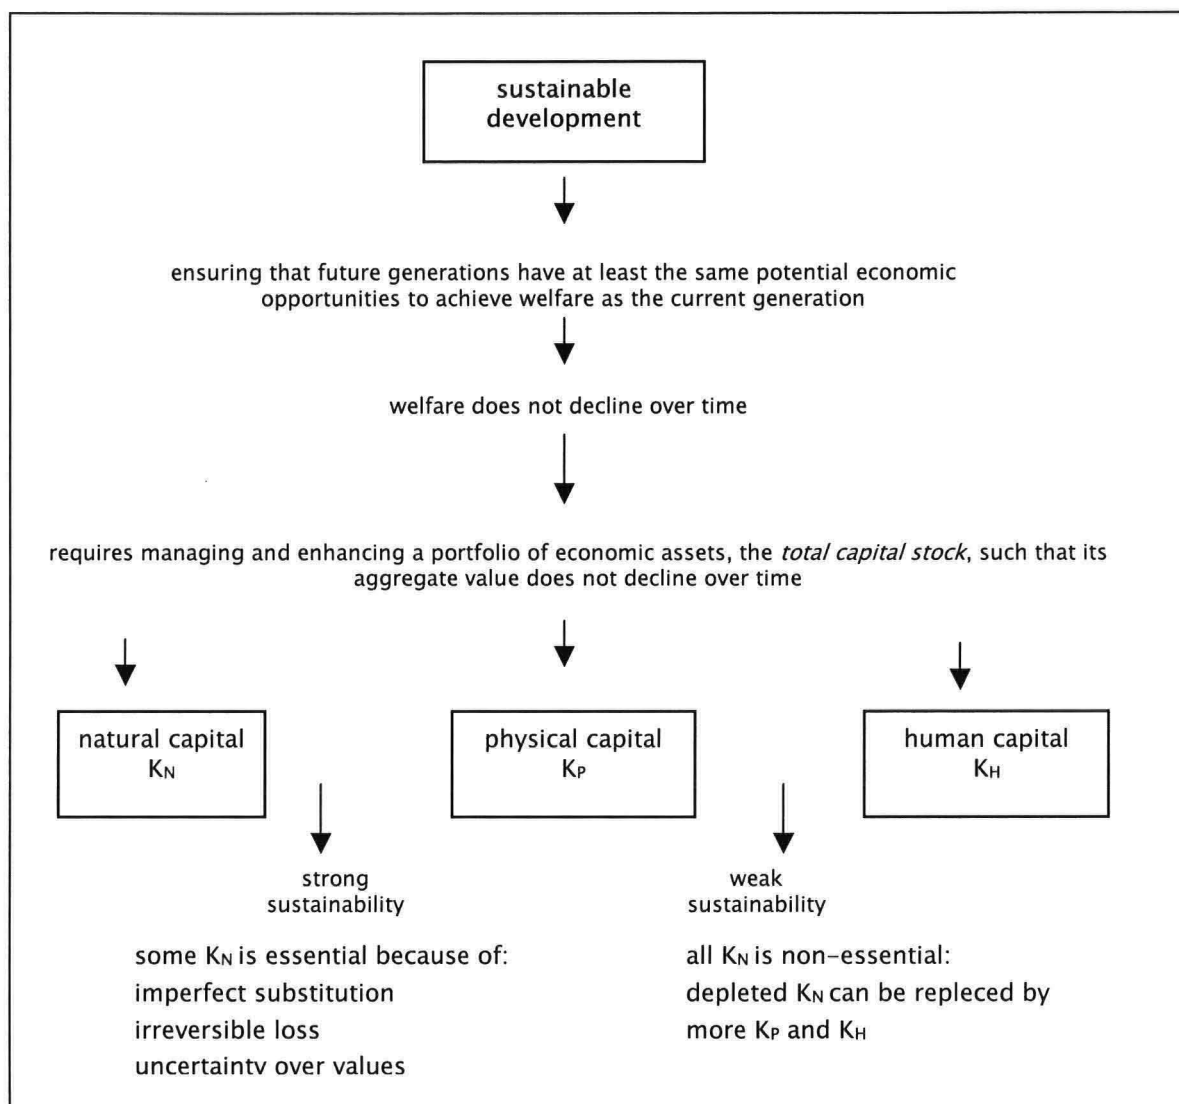 sustainable
development
ensuring that future generations have at least the same potential economic
opportunities to achieve welfare as the current generation
welfare does not decline over time
requires managing and enhancing a portfolio of economic assets, the total capital stock, such that its
aggregate value does not decline over time
natural capital
KN
physical capital
KP
human capital
KH
strong
sustainability
some KN is essential because of:
imperfect substitution
irreversible loss
uncertainty over values
weak
sustainability
all KN is non-essential:
depleted KN can be repleced by
more KP and KH